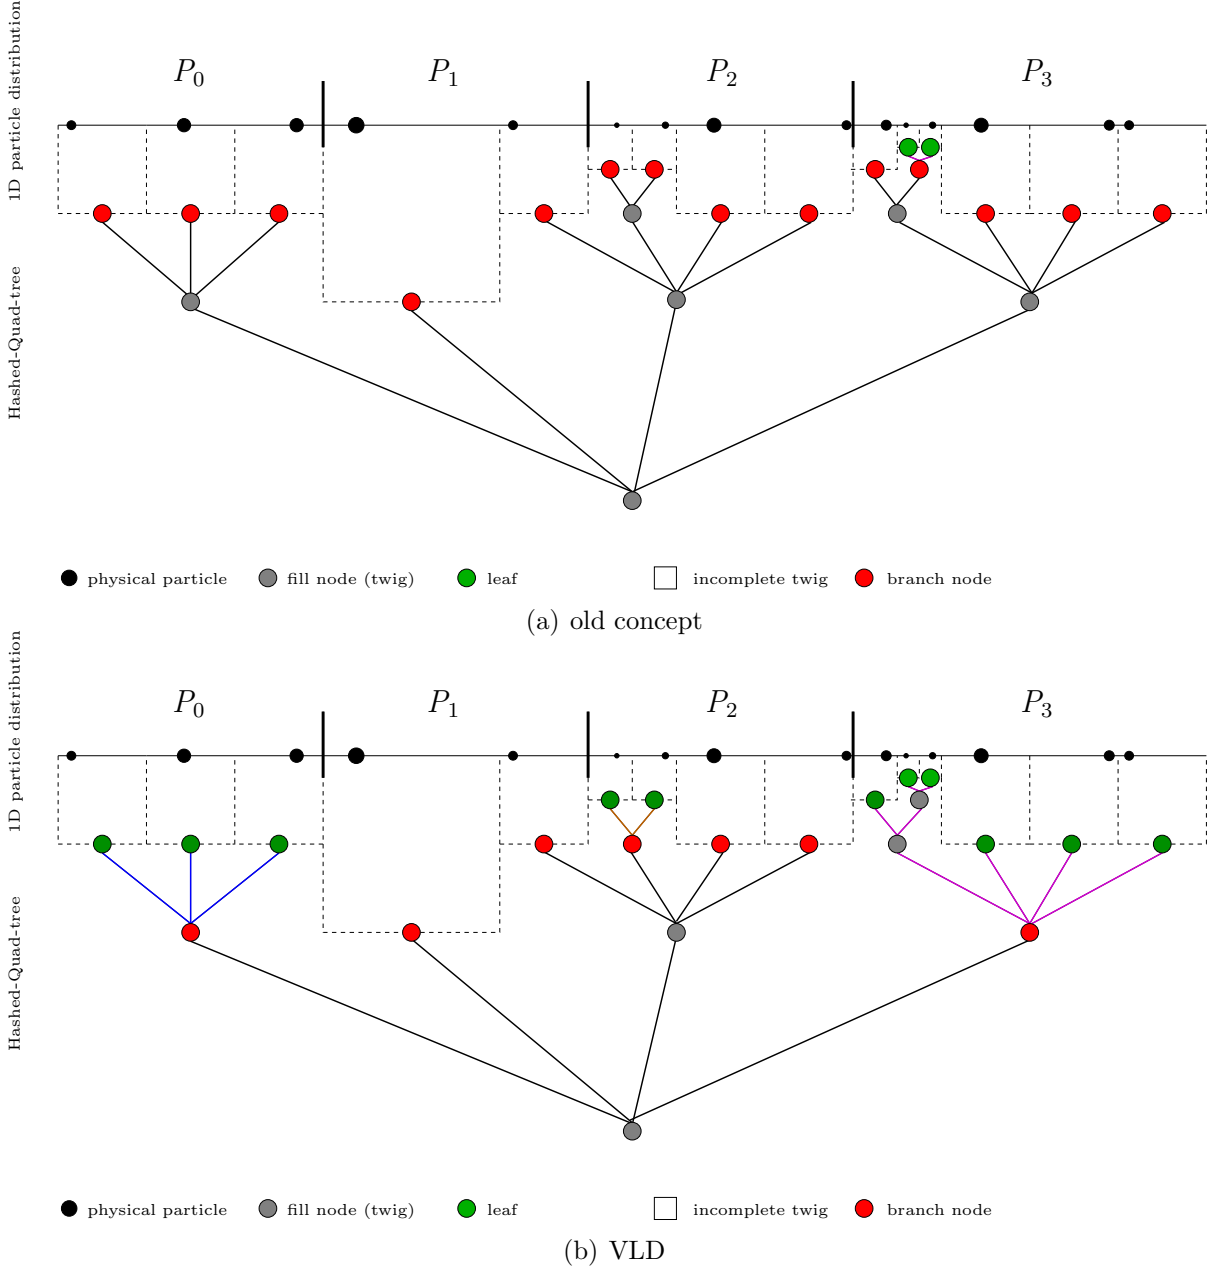 1D particle distribution
P0 P1 P2 P3
Hashed-Quad-tree
physical particle fill node (twig) leaf incomplete twig branch node
(a) old concept
1D particle distribution
P0 P1 P2 P3
Hashed-Quad-tree
physical particle fill node (twig) leaf incomplete twig branch node
(b) VLD